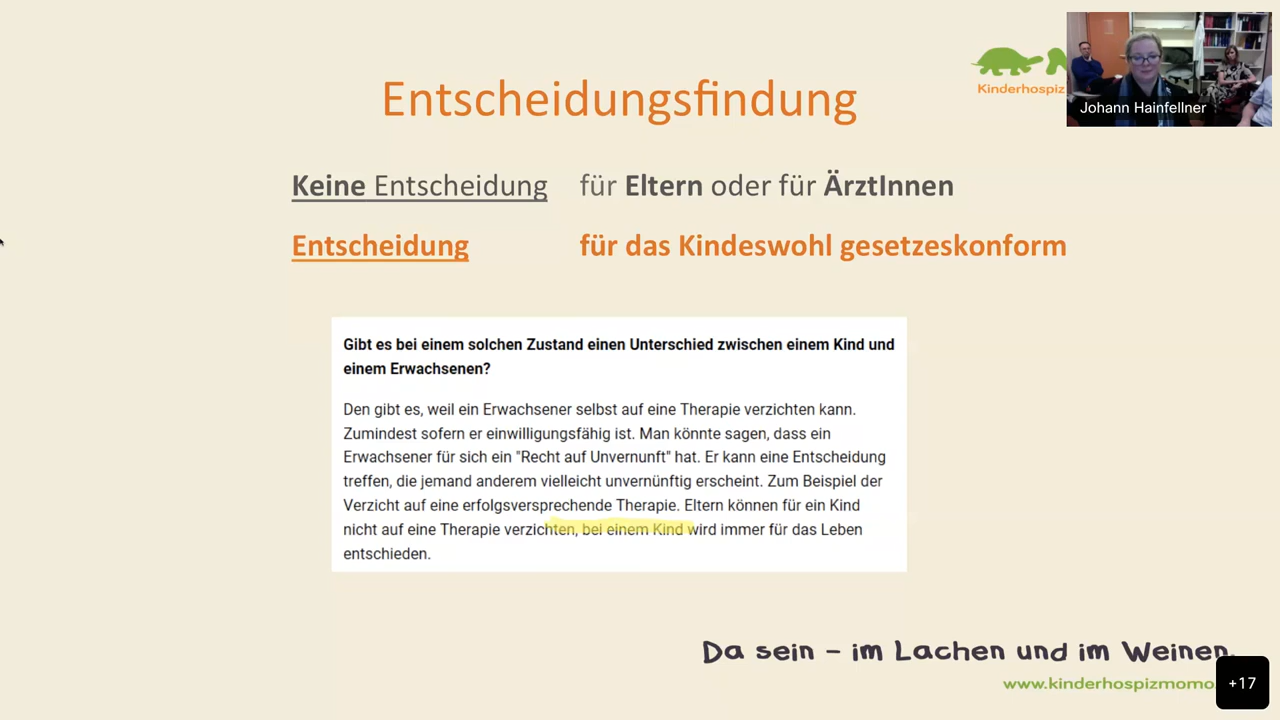 Entscheidungsfindung
Kinderhospiz
Johann Hainfellner
Keine Entscheidung für Eltern oder für ÄrztInnen
Entscheidung für das Kindeswohl gesetzeskonform
Gibt es bei einem solchen Zustand einen Unterschied zwischen einem Kind und
einem Erwachsenen?
Den gibt es, weil ein Erwachsener selbst auf eine Therapie verzichten kann.
Zumindest sofern er einwilligungsfähig ist. Man könnte sagen, dass ein
Erwachsener für sich ein "Recht auf Unvernunft" hat. Er kann eine Entscheidung
treffen, die jemand anderem vielleicht unvernünftig erscheint. Zum Beispiel der
Verzicht auf eine erfolgsversprechende Therapie. Eltern können für ein Kind
nicht auf eine Therapie verzichten, bei einem Kind wird immer für das Leben
entschieden.
Da sein – im Lachen und im Weinen.
www.kinderhospizmomo.
+17